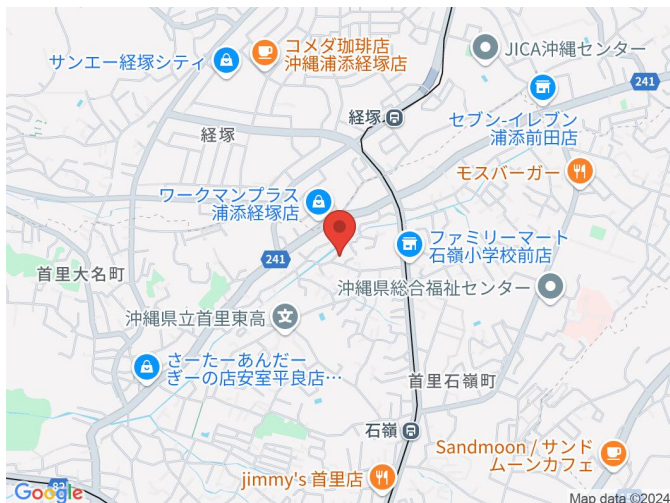 コメダ珈琲店
沖縄浦添経塚店
サンエー経塚シティ
JICA沖縄センター
241
経塚
セブン-イレブン
浦添前田店
経塚
モスバーガー
ワークマンプラス
浦添経塚店
ファミリーマート
石嶺小学校前店
241
首里大名町
沖縄県総合福祉センター
沖縄県立首里東高
さーたーあんだー
ぎーの店安室平良店…
首里石嶺町
石嶺
Sandmoon / サンド
ムーンカフェ
jimmy's 首里店
82
Google
Map data ©2024